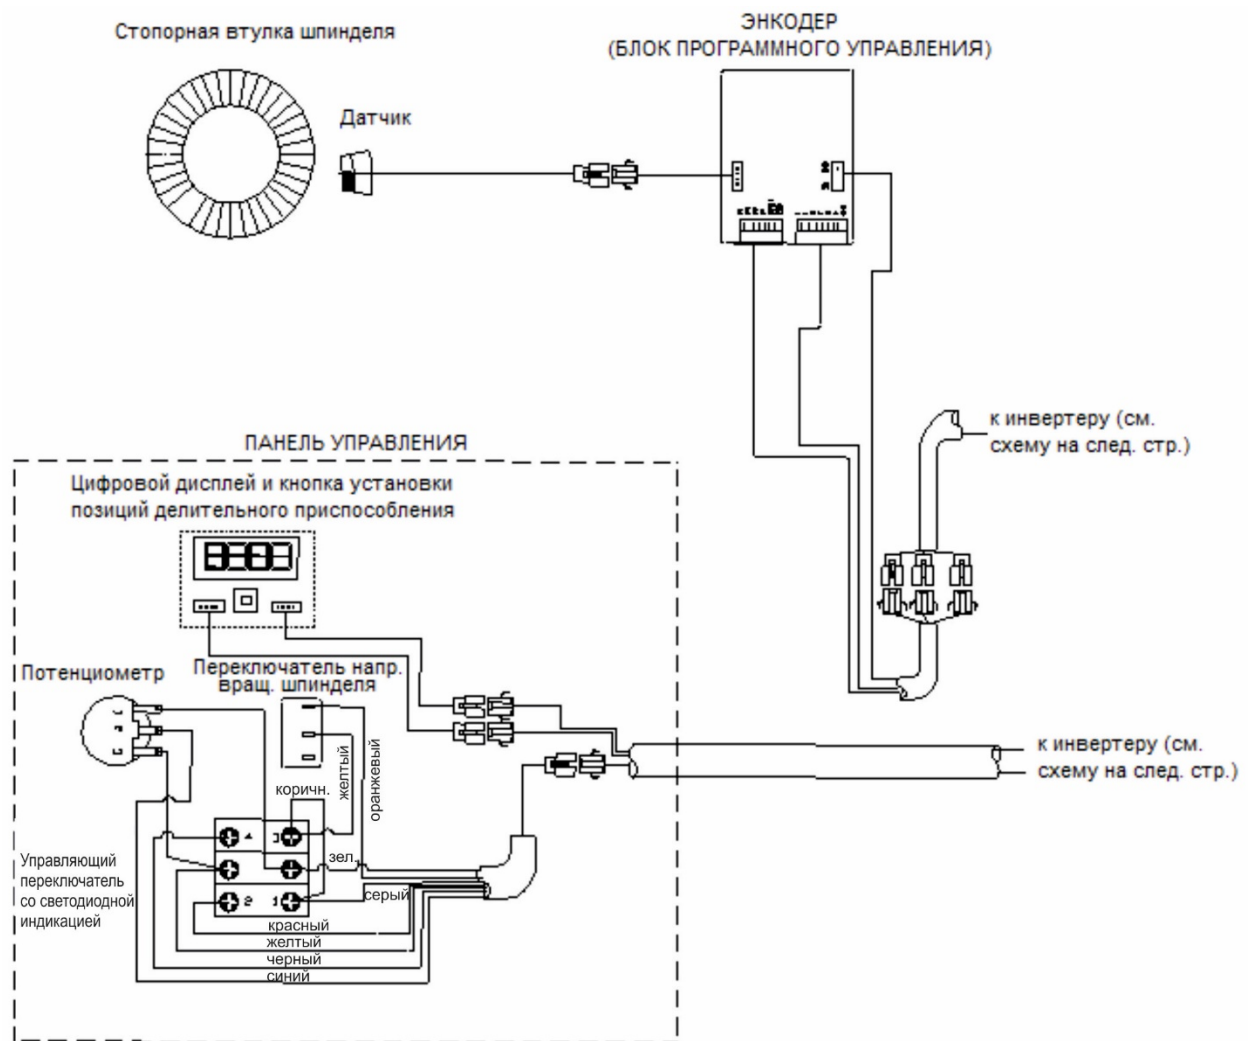 Стопорная втулка шпинделя
ЭНКОДЕР
(БЛОК ПРОГРАММНОГО УПРАВЛЕНИЯ)
Датчик
к инвертеру (см.
схему на след. стр.)
ПАНЕЛЬ УПРАВЛЕНИЯ
Цифровой дисплей и кнопка установки
позиций делительного приспособления
Потенциометр
Переключатель напр.
вращ. шпинделя
желтый
оранжевый
коричн.
к инвертеру (см.
схему на след. стр.)
Управляющий
переключатель
со светодиодной
индикацией
зел.
2
1
серый
красный
желтый
черный
синий